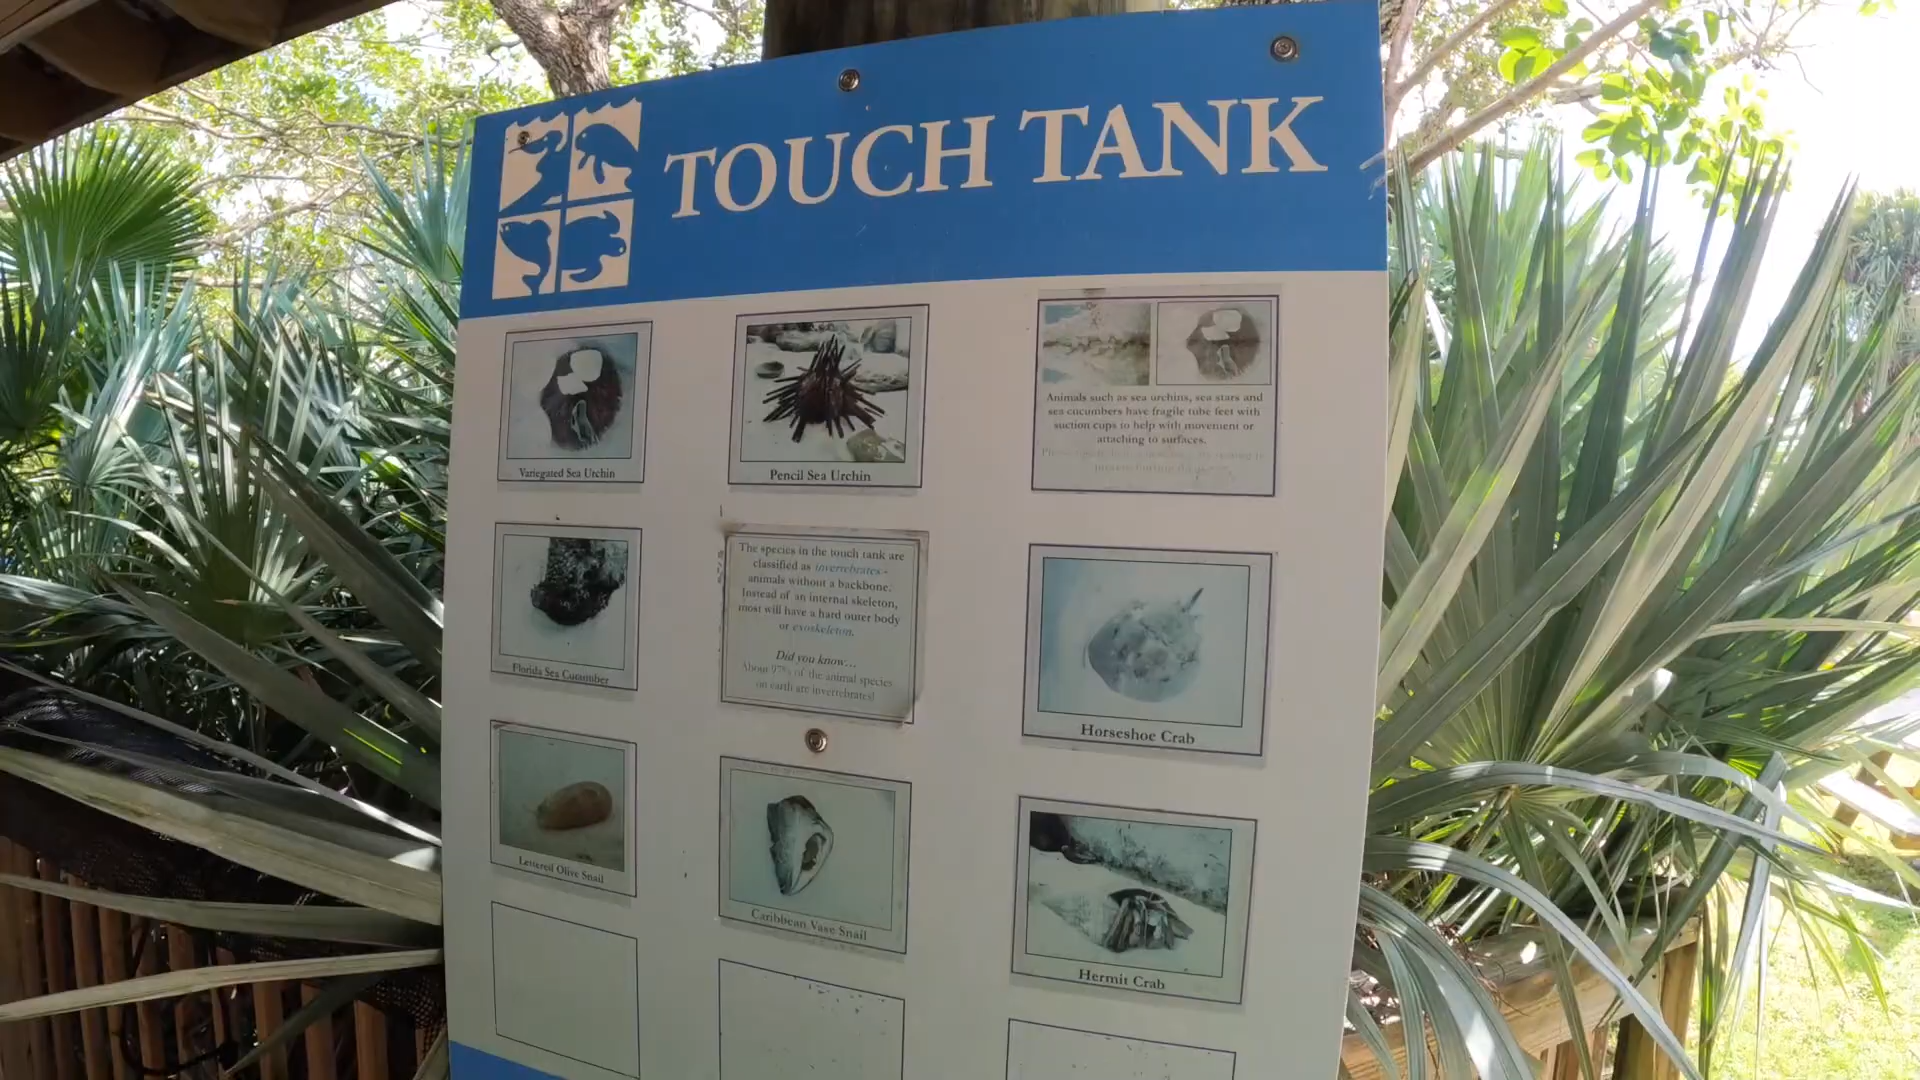 TOUCH TANK
Variegated Sea Urchin
Pencil Sea Urchin
Animals such as sea urchins, sea stars and
sea cucumbers have fragile tube feet with
suction cups to help with movement or
attaching to surfaces.
Florida Sea Cucumber
The species in the touch tank are
classified as invertebrates -
animals without a backbone.
Instead of an internal skeleton,
most will have a hard outer body
or exoskeleton.
Did you know...
About 97% of the animal species
on earth are invertebrates!
Horseshoe Crab
Lettered Olive Snail
Caribbean Vase Snail
Hermit Crab